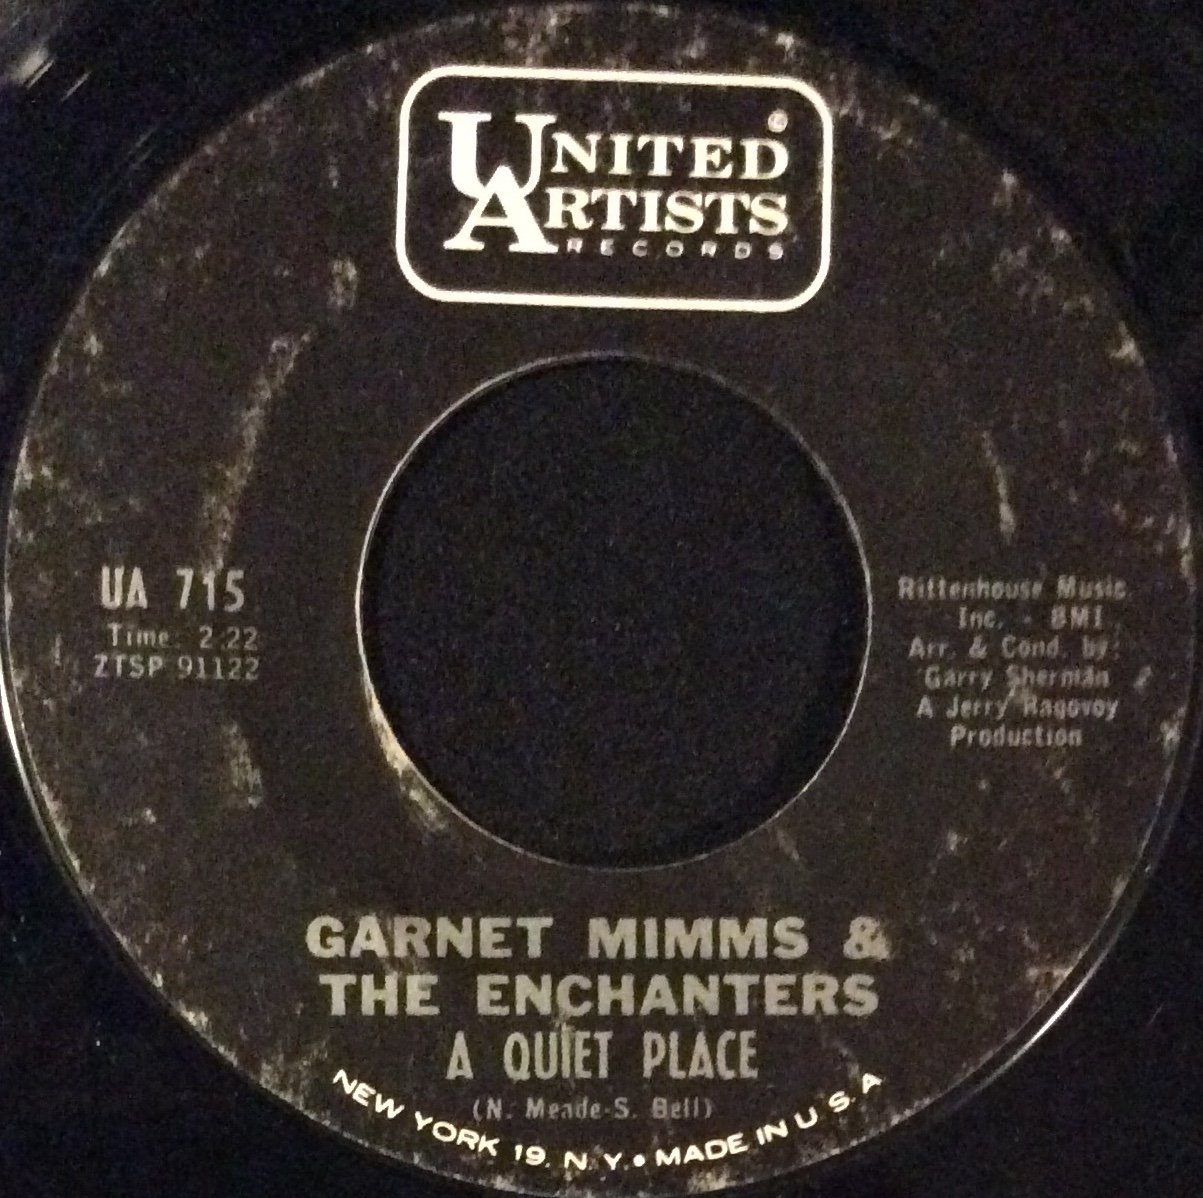 UNITED
ARTISTS
RECORDS
UA 715
Time: 2:22
ZTSP 91122
Rittenhouse Music
Inc. - BMI
Arr. & Cond. by:
Garry Sherman
A Jerry Ragovoy
Production
GARNET MIMMS &
THE ENCHANTERS
A QUIET PLACE
(N. Meade-S. Bell)
NEW YORK 19, N.Y. • MADE IN U.S.A